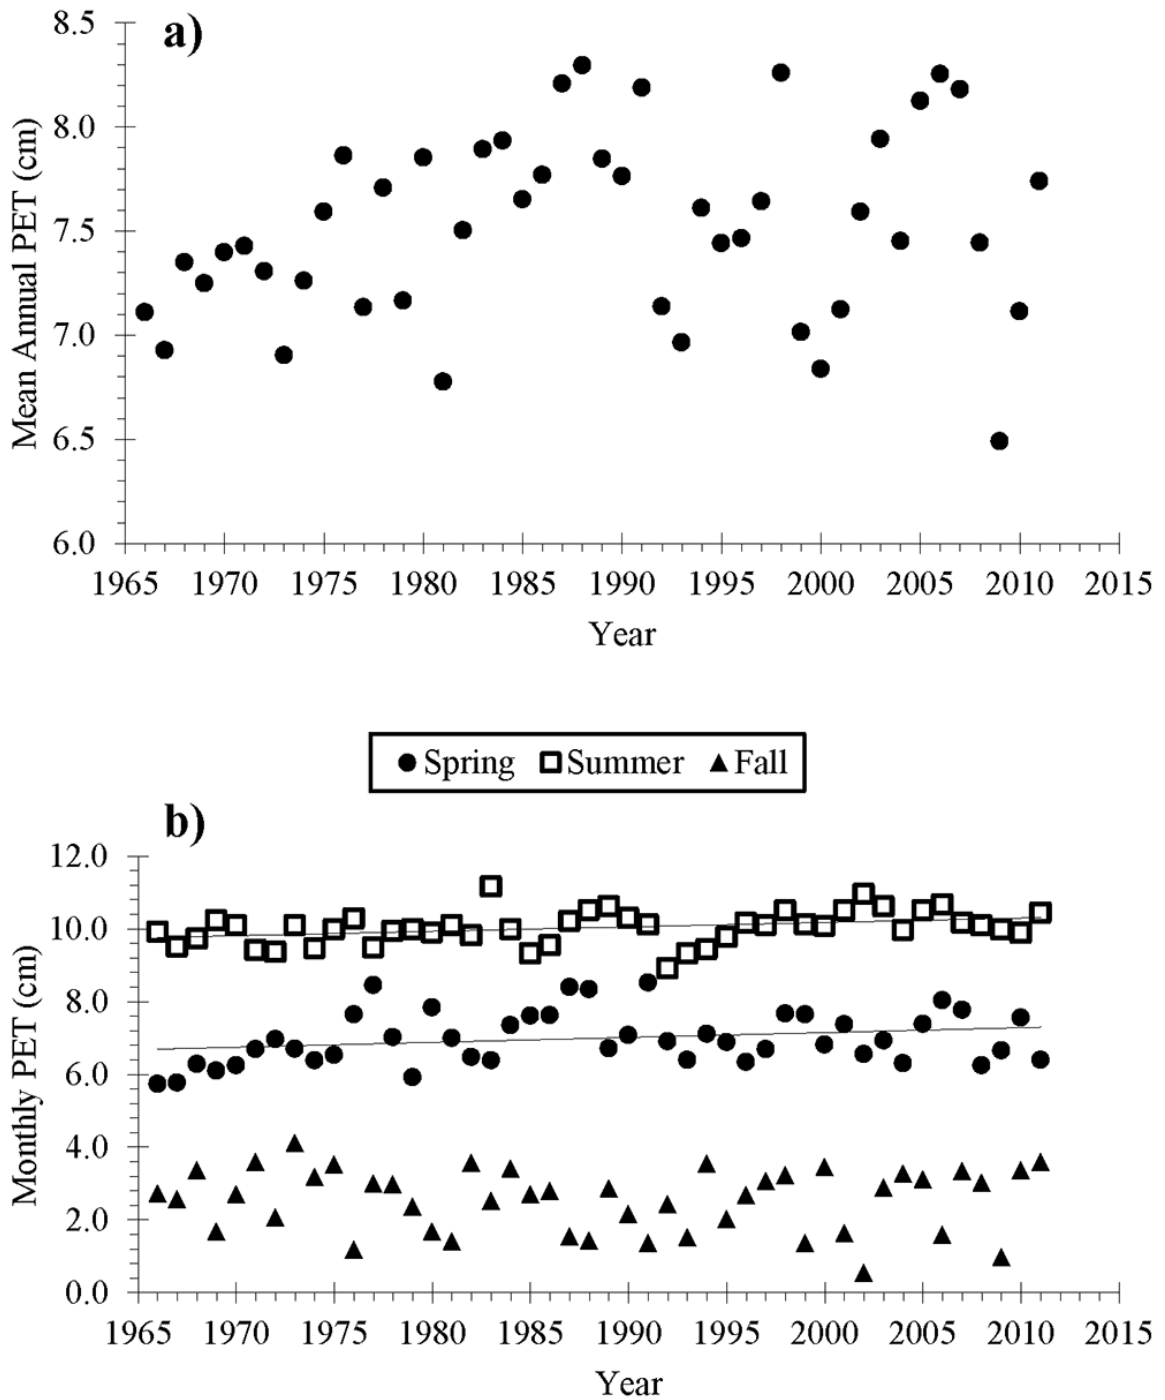 a)
8.5
8.0
7.5
7.0
6.5
6.0
Mean Annual PET (cm)
1965 1970 1975 1980 1985 1990 1995 2000 2005 2010 2015
Year
Spring Summer Fall
b)
12.0
10.0
8.0
6.0
4.0
2.0
0.0
Monthly PET (cm)
1965 1970 1975 1980 1985 1990 1995 2000 2005 2010 2015
Year